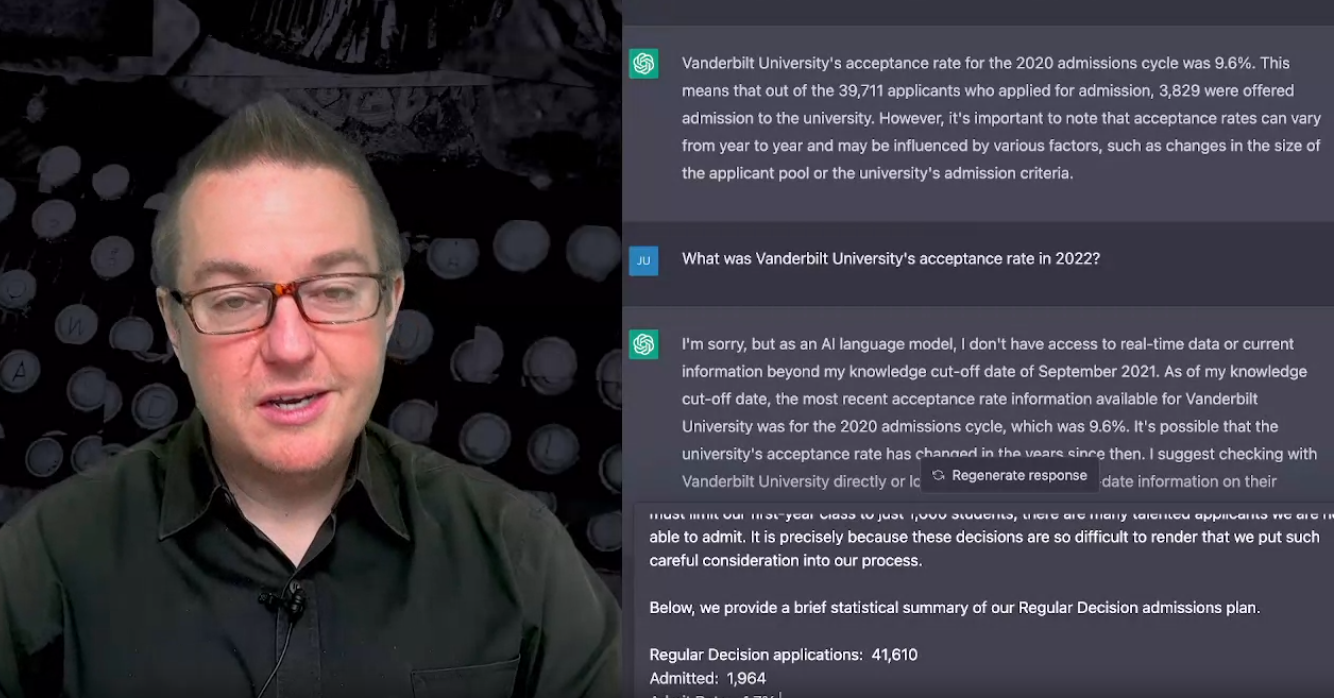 Vanderbilt University's acceptance rate for the 2020 admissions cycle was 9.6%. This
means that out of the 39,711 applicants who applied for admission, 3,829 were offered
admission to the university. However, it's important to note that acceptance rates can vary
from year to year and may be influenced by various factors, such as changes in the size of
the applicant pool or the university's admission criteria.
JU
What was Vanderbilt University's acceptance rate in 2022?
I'm sorry, but as an AI language model, I don't have access to real-time data or current
information beyond my knowledge cut-off date of September 2021. As of my knowledge
cut-off date, the most recent acceptance rate information available for Vanderbilt
University was for the 2020 admissions cycle, which was 9.6%. It's possible that the
university's acceptance rate has changed in the years since then. I suggest checking with
Vanderbilt University directly or date information on their
Regenerate response
must limit our first-year class to just students, there are many talented applicants we are
able to admit. It is precisely because these decisions are so difficult to render that we put such
careful consideration into our process.
Below, we provide a brief statistical summary of our Regular Decision admissions plan.
Regular Decision applications: 41,610
Admitted: 1,964